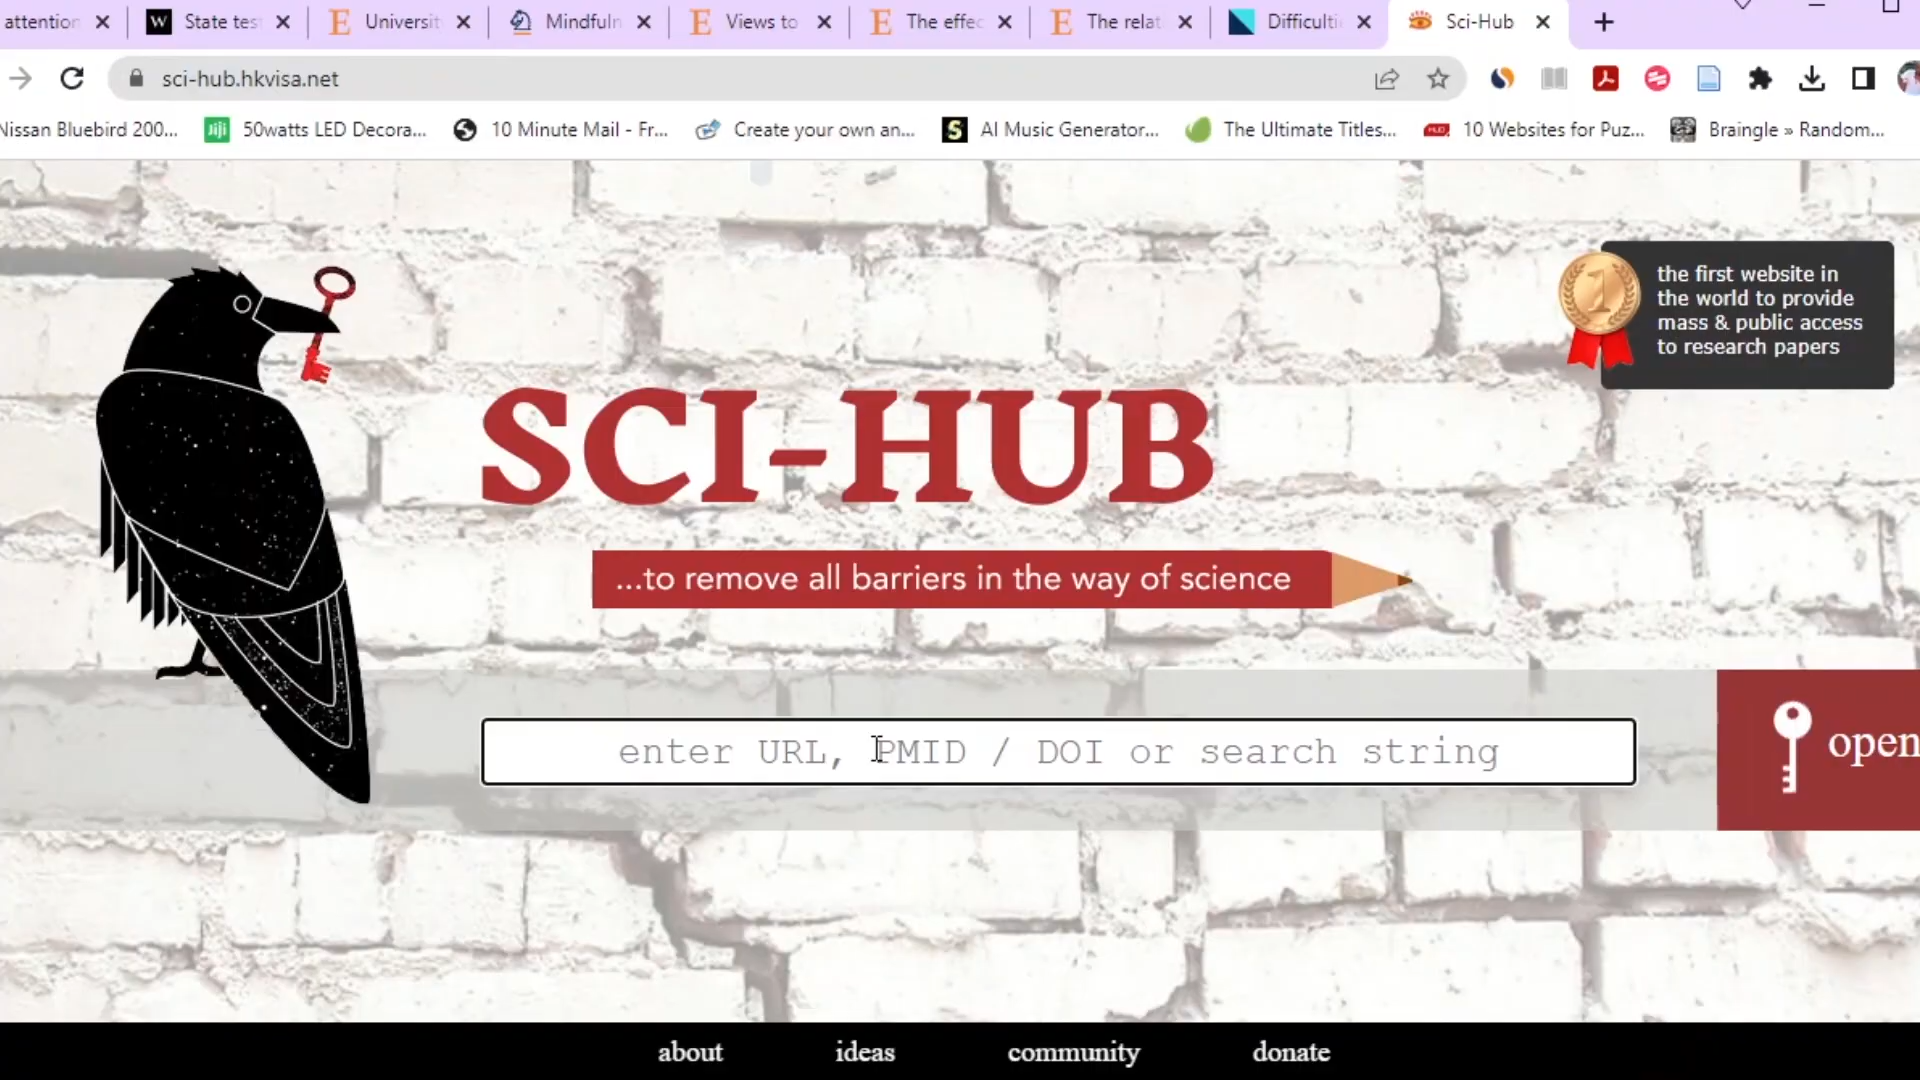 attention
State tes
Universit
Mindfuln
Views to
The effec
The relat
Difficulti
Sci-Hub
sci-hub.hkvisa.net
Nissan Bluebird 200...
50watts LED Decora...
10 Minute Mail - Fr...
Create your own an...
AI Music Generator...
The Ultimate Titles...
10 Websites for Puz...
Braingle » Random...
the first website in
the world to provide
mass & public access
to research papers
SCI-HUB
...to remove all barriers in the way of science
enter URL, PMID / DOI or search string
open
about
ideas
community
donate